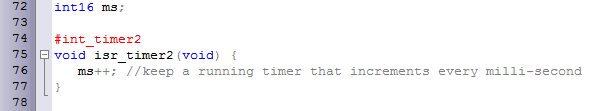 72 int16 ms;
73
74 #int_timer2
75 void isr_timer2(void) {
76 ms++; //keep a running timer that increments every milli-second
77 }
78